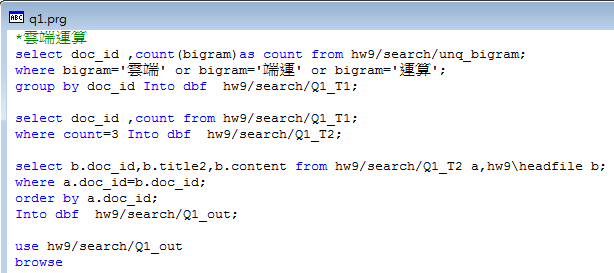 q1.prg
*雲端運算
select doc_id ,count(bigram)as count from hw9/search/unq_bigram;
where bigram='雲端' or bigram='端運' or bigram='運算';
group by doc_id Into dbf  hw9/search/Q1_T1;
select doc_id ,count from hw9/search/Q1_T1;
where count=3 Into dbf  hw9/search/Q1_T2;
select b.doc_id,b.title2,b.content from hw9/search/Q1_T2 a,hw9\headfile b;
where a.doc_id=b.doc_id;
order by a.doc_id;
Into dbf  hw9/search/Q1_out;
use hw9/search/Q1_out
browse